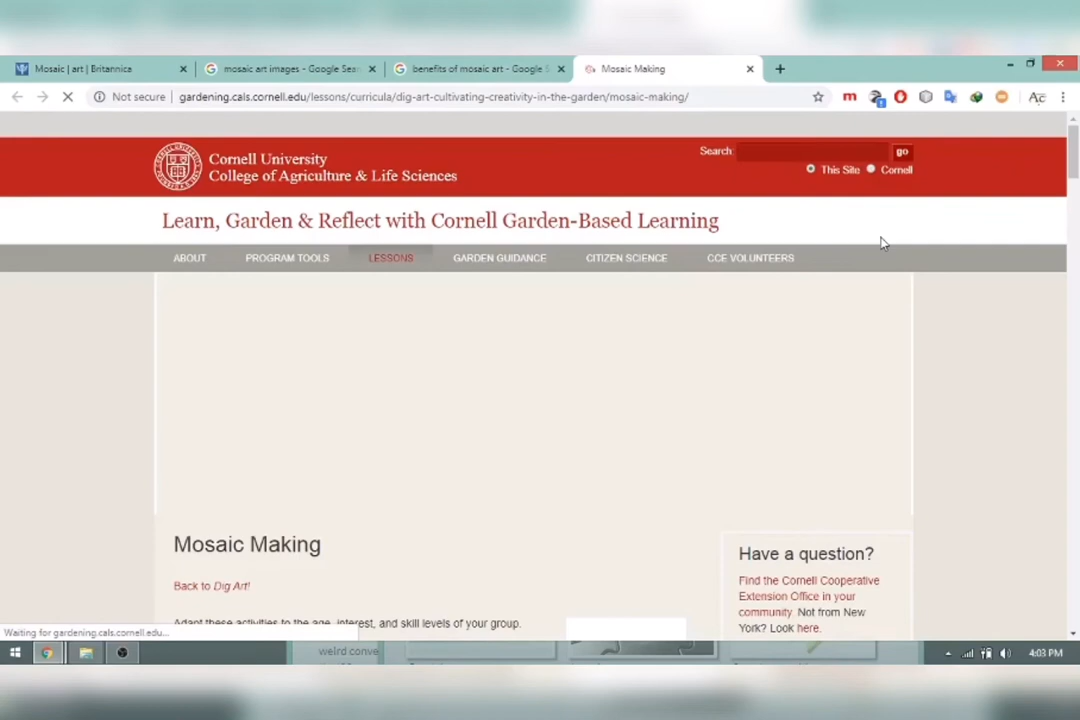 Mosaic | art | Britannica
mosaic art images - Google Sear
benefits of mosaic art - Google S
Mosaic Making
Not secure | gardening.cals.cornell.edu/lessons/curricula/dig-art-cultivating-creativity-in-the-garden/mosaic-making/
Cornell University
College of Agriculture & Life Sciences
Search:
go
This Site
Cornell
Learn, Garden & Reflect with Cornell Garden-Based Learning
ABOUT
PROGRAM TOOLS
LESSONS
GARDEN GUIDANCE
CITIZEN SCIENCE
CCE VOLUNTEERS
Mosaic Making
Back to Dig Art!
Adapt these activities to the age, interest, and skill levels of your group.
Have a question?
Find the Cornell Cooperative
Extension Office in your
community. Not from New
York? Look here.
Waiting for gardening.cals.cornell.edu...
weird conve
4:03 PM